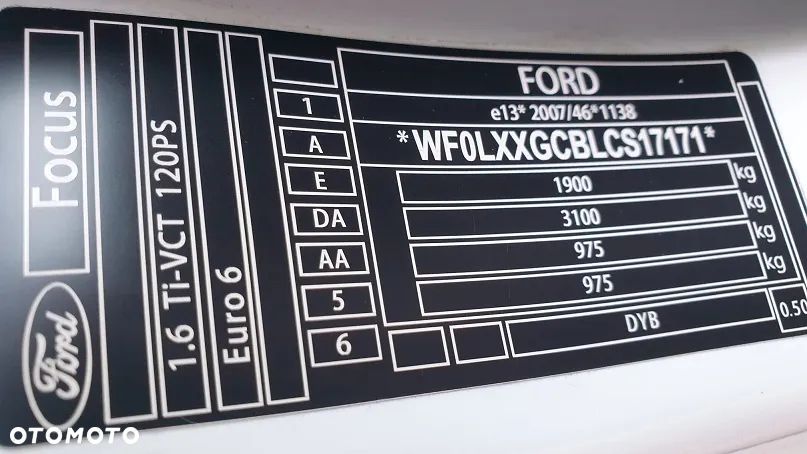 Focus
Ford
1.6 Ti-VCT 120PS
Euro 6
1
A
E
DA
AA
5
6
FORD
e13* 2007/46*1138
*WF0LXXGCBLCS17171*
1900 kg
3100 kg
975 kg
975 kg
DYB
0.50
OTOMOTO